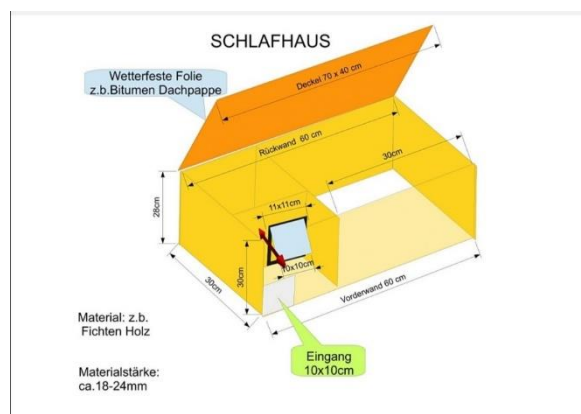 SCHLAFHAUS
Wetterfeste Folie
z.b.Bitumen Dachpappe
Deckel 70 x 40 cm
Rückwand 60 cm
30cm
28cm
11x11cm
30cm
10x10cm
30cm
Vorderwand 60 cm
Material: z.b.
Fichten Holz
Eingang
10x10cm
Materialstärke:
ca.18-24mm